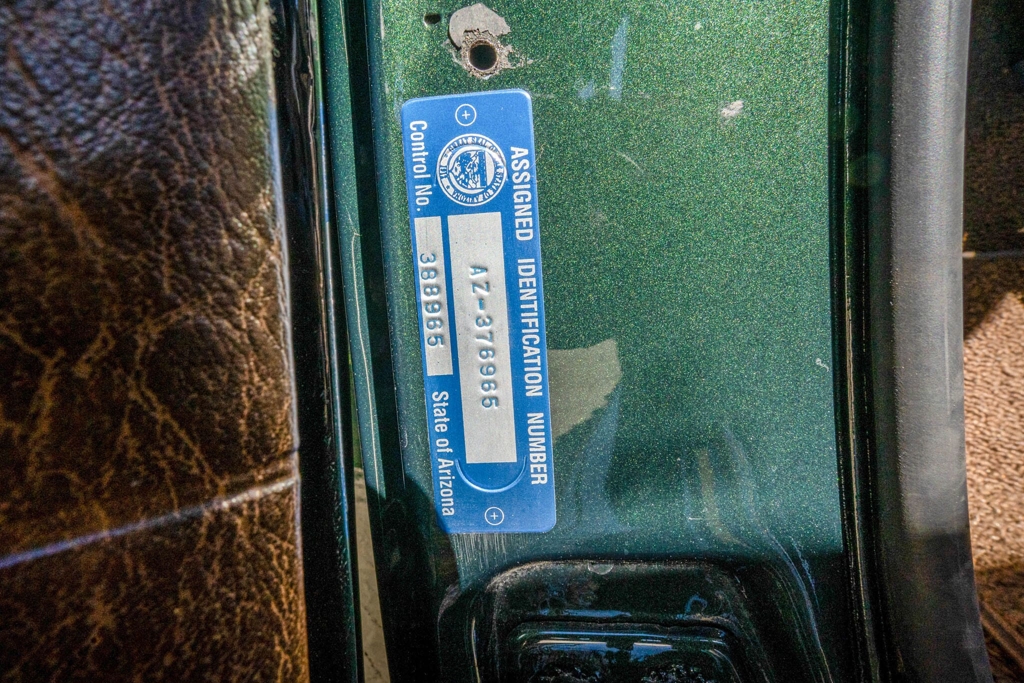 ASSIGNED IDENTIFICATION NUMBER
AZ-376965
Control No. 388965 State of Arizona